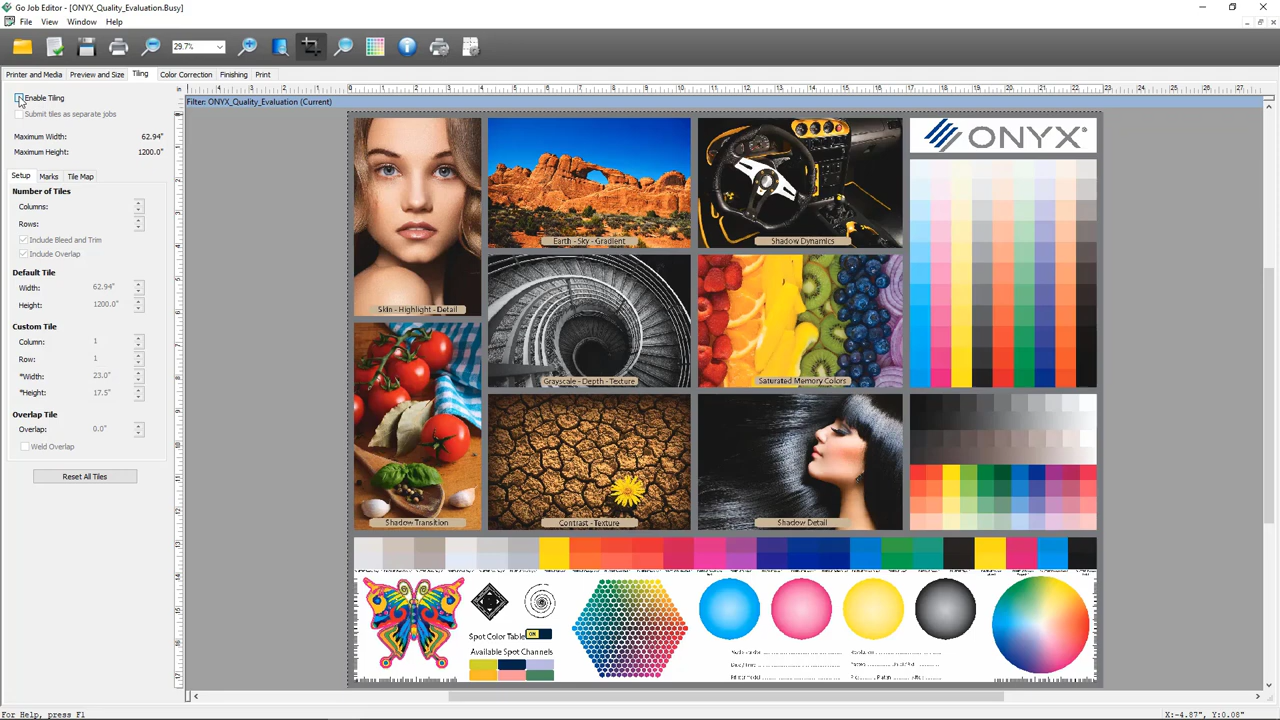 Go Job Editor - [ONYX_Quality_Evaluation.Busy]
File View Window Help
29.7%
Printer and Media Preview and Size Tiling Color Correction Finishing Print
Enable Tiling
Submit tiles as separate jobs
Maximum Width: 62.94"
Maximum Height: 1200.0"
Setup Marks Tile Map
Number of Tiles
Columns:
Rows:
Include Bleed and Trim
Include Overlap
Default Tile
Width: 62.94"
Height: 1200.0"
Custom Tile
Column: 1
Row: 1
*Width: 23.0"
*Height: 17.5"
Overlap Tile
Overlap: 0.0"
Weld Overlap
Reset All Tiles
Filter: ONYX_Quality_Evaluation (Current)
ONYX
Earth - Sky - Gradient
Shadow Dynamics
Skin - Highlight - Detail
Grayscale - Depth - Texture
Saturated Memory Colors
Shadow Transition
Contrast - Texture
Shadow Detail
Spot Color Table
ON
Available Spot Channels
For Help, press F1
X:-4.87", Y:0.08"